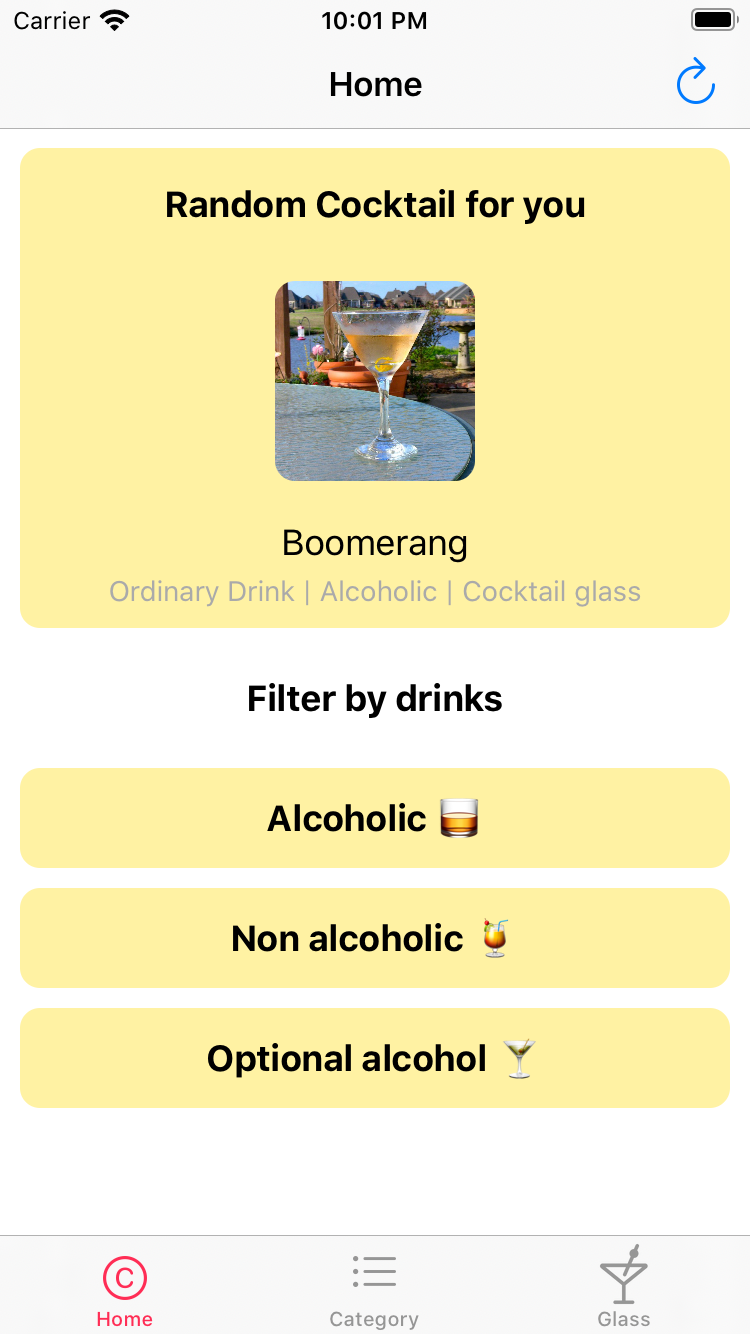 Carrier 10:01 PM
Home
Random Cocktail for you
Boomerang
Ordinary Drink | Alcoholic | Cocktail glass
Filter by drinks
Alcoholic 🥃
Non alcoholic 🍹
Optional alcohol 🍸
C
Home Category Glass